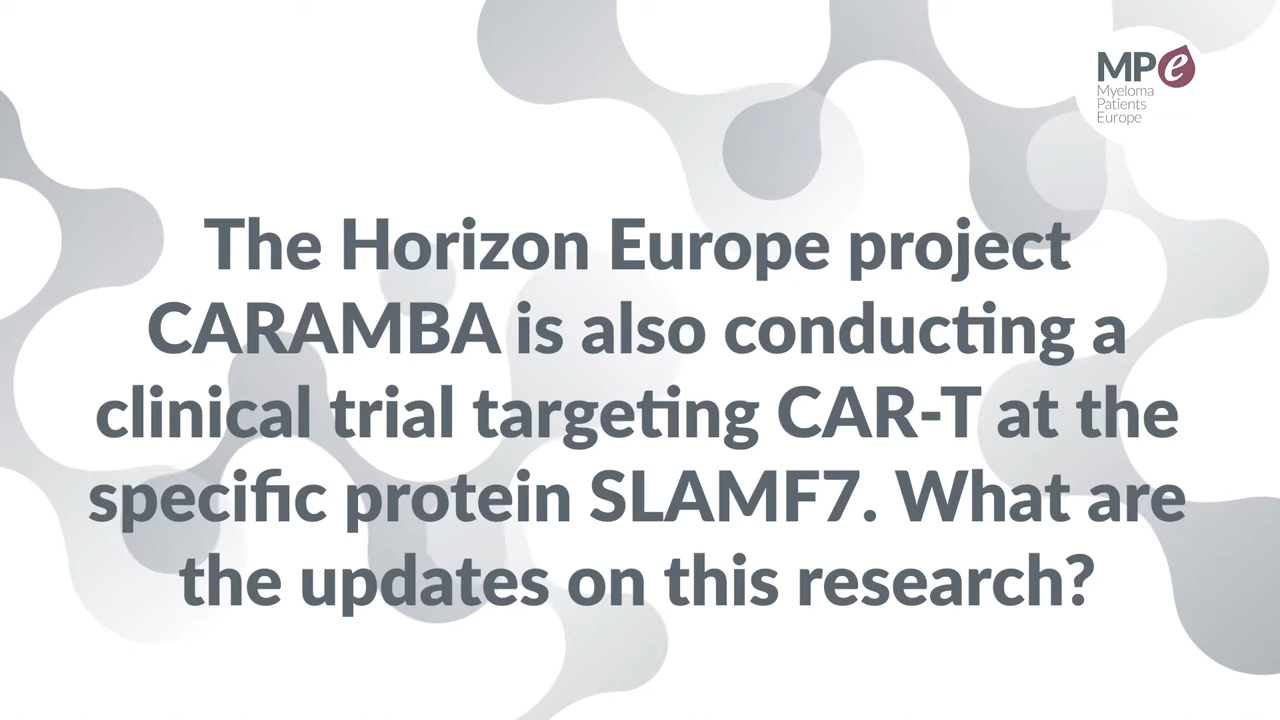 MPe
Myeloma
Patients
Europe
The Horizon Europe project
CARAMBA is also conducting a
clinical trial targeting CAR-T at the
specific protein SLAMF7. What are
the updates on this research?